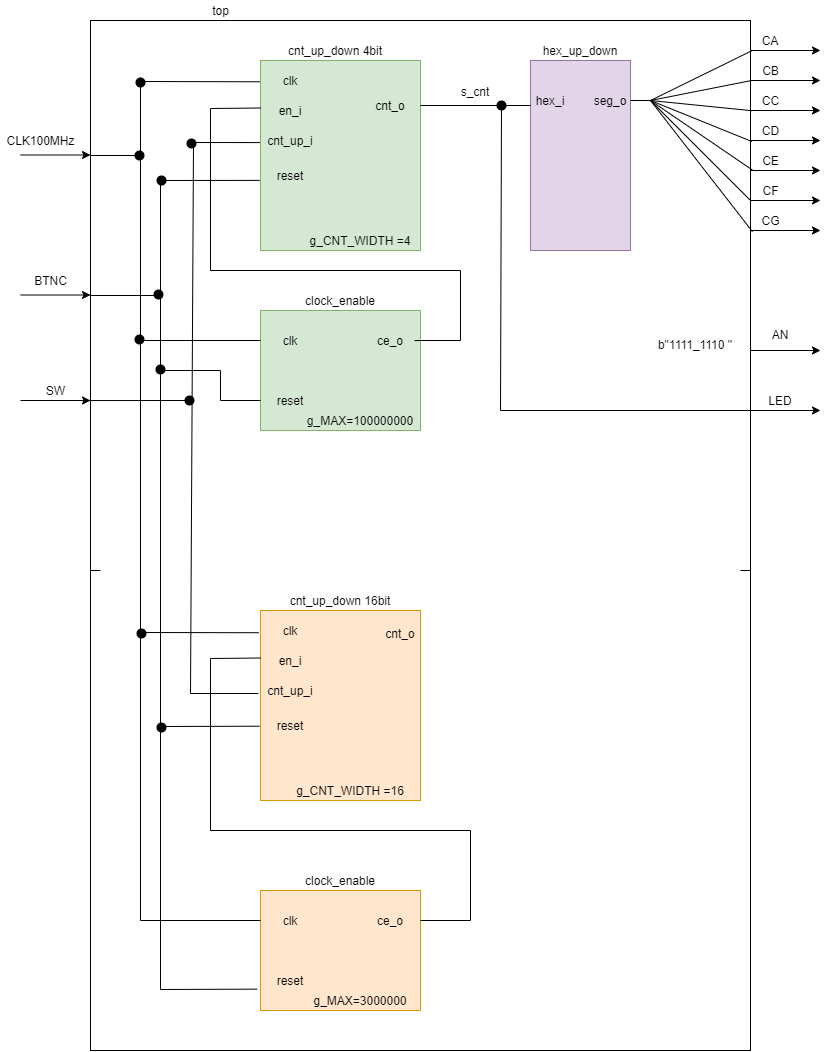 top
cnt_up_down 4bit
hex_up_down
CA
clk
CB
en_i
cnt_o
s_cnt
hex_i
seg_o
CC
CLK100MHz
cnt_up_i
CD
CE
reset
CF
CG
g_CNT_WIDTH =4
BTNC
clock_enable
clk
ce_o
b"1111_1110 "
AN
SW
reset
LED
g_MAX=100000000
cnt_up_down 16bit
clk
cnt_o
en_i
cnt_up_i
reset
g_CNT_WIDTH =16
clock_enable
clk
ce_o
reset
g_MAX=3000000